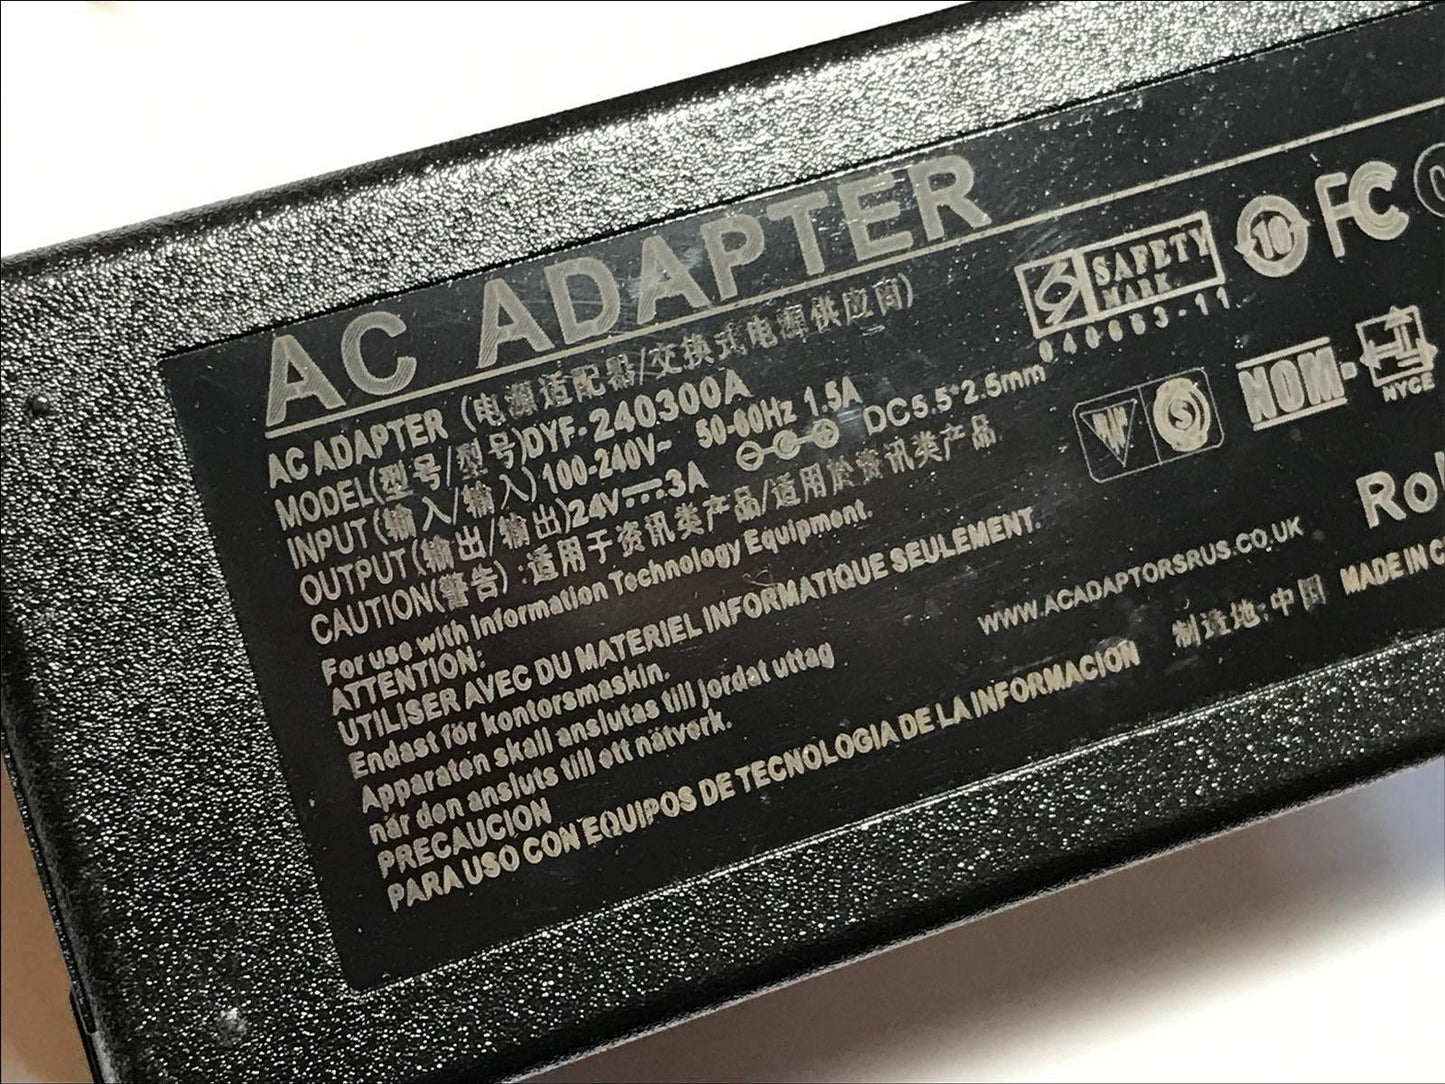 AC ADAPTER
AC ADAPTER (电源适配器/交换式电源供应商)
MODEL(型号/型号)DYF-240300A
INPUT(输入/输入)100-240V~ 50-60Hz 1.5A
OUTPUT(输出/输出)24V⎓3A DC5.5*2.5mm
CAUTION(警告):适用于资讯类产品/适用於资讯类产品
For use with Information Technology Equipment.
ATTENTION:
UTILISER AVEC DU MATERIEL INFORMATIQUE SEULEMENT.
Endast för kontorsmaskin.
Apparaten skall anslutas till jordat uttag
når den ansluts till ett nätverk.
PRECAUCION
PARA USO CON EQUIPOS DE TECNOLOGIA DE LA INFORMACION
SAFETY
MARK.
040603-11
10
FC
S
NOM-
NYCE
WWW.ACADAPTORSRUS.CO.UK
制造地:中国 MADE IN